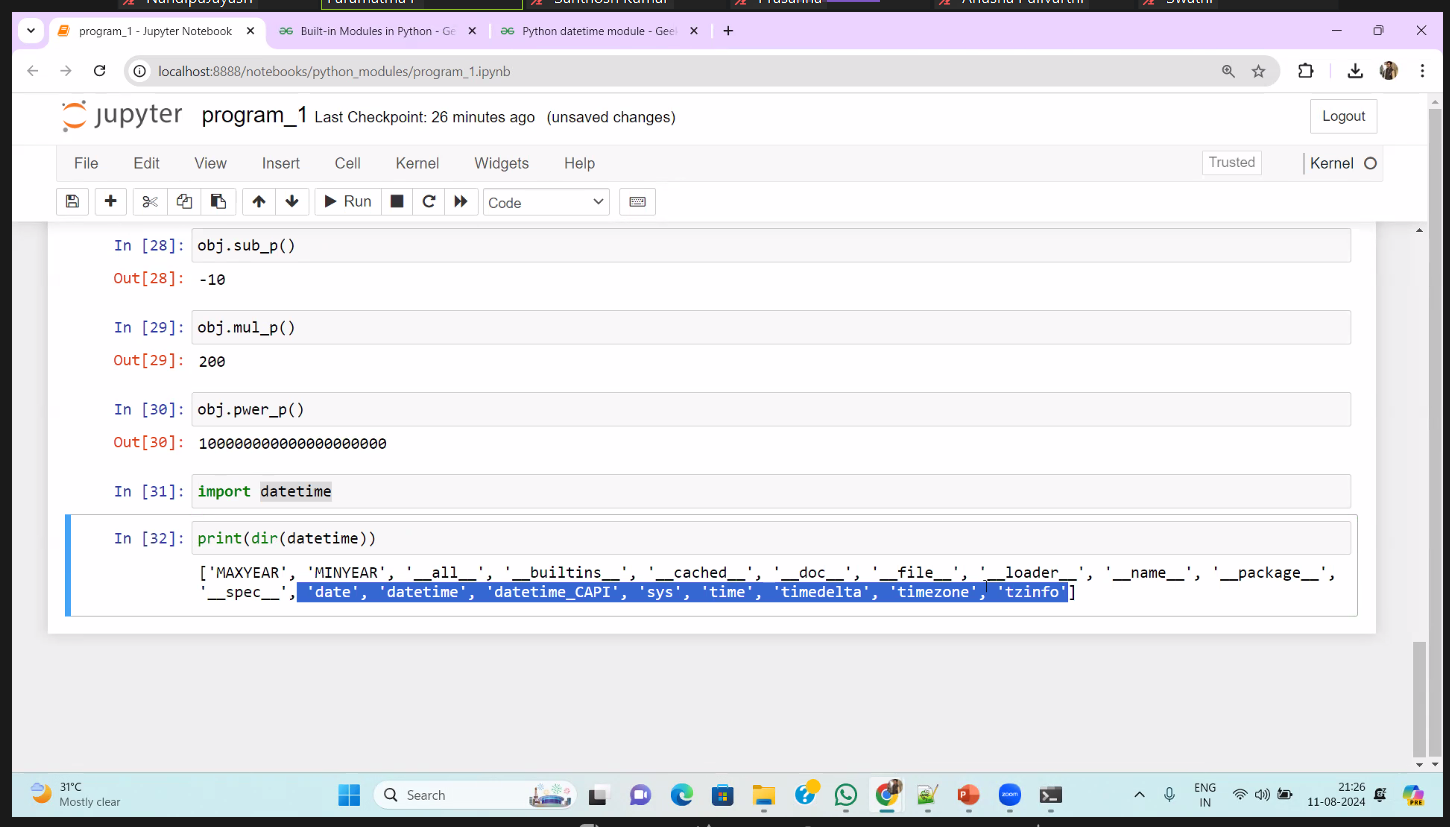 program_1 - Jupyter Notebook
Built-in Modules in Python - Ge
Python datetime module - Gee
localhost:8888/notebooks/python_modules/program_1.ipynb
jupyter program_1 Last Checkpoint: 26 minutes ago (unsaved changes)
Logout
File Edit View Insert Cell Kernel Widgets Help
Trusted
Kernel
Run
Code
In [28]: obj.sub_p()
Out[28]: -10
In [29]: obj.mul_p()
Out[29]: 200
In [30]: obj.pwer_p()
Out[30]: 100000000000000000000
In [31]: import datetime
In [32]: print(dir(datetime))
['MAXYEAR', 'MINYEAR', '__all__', '__builtins__', '__cached__', '__doc__', '__file__', '__loader__', '__name__', '__package__',
'__spec__', 'date', 'datetime', 'datetime_CAPI', 'sys', 'time', 'timedelta', 'timezone', 'tzinfo']
31°C
Mostly clear
Search
zoom
PRE
ENG
IN
21:26
11-08-2024